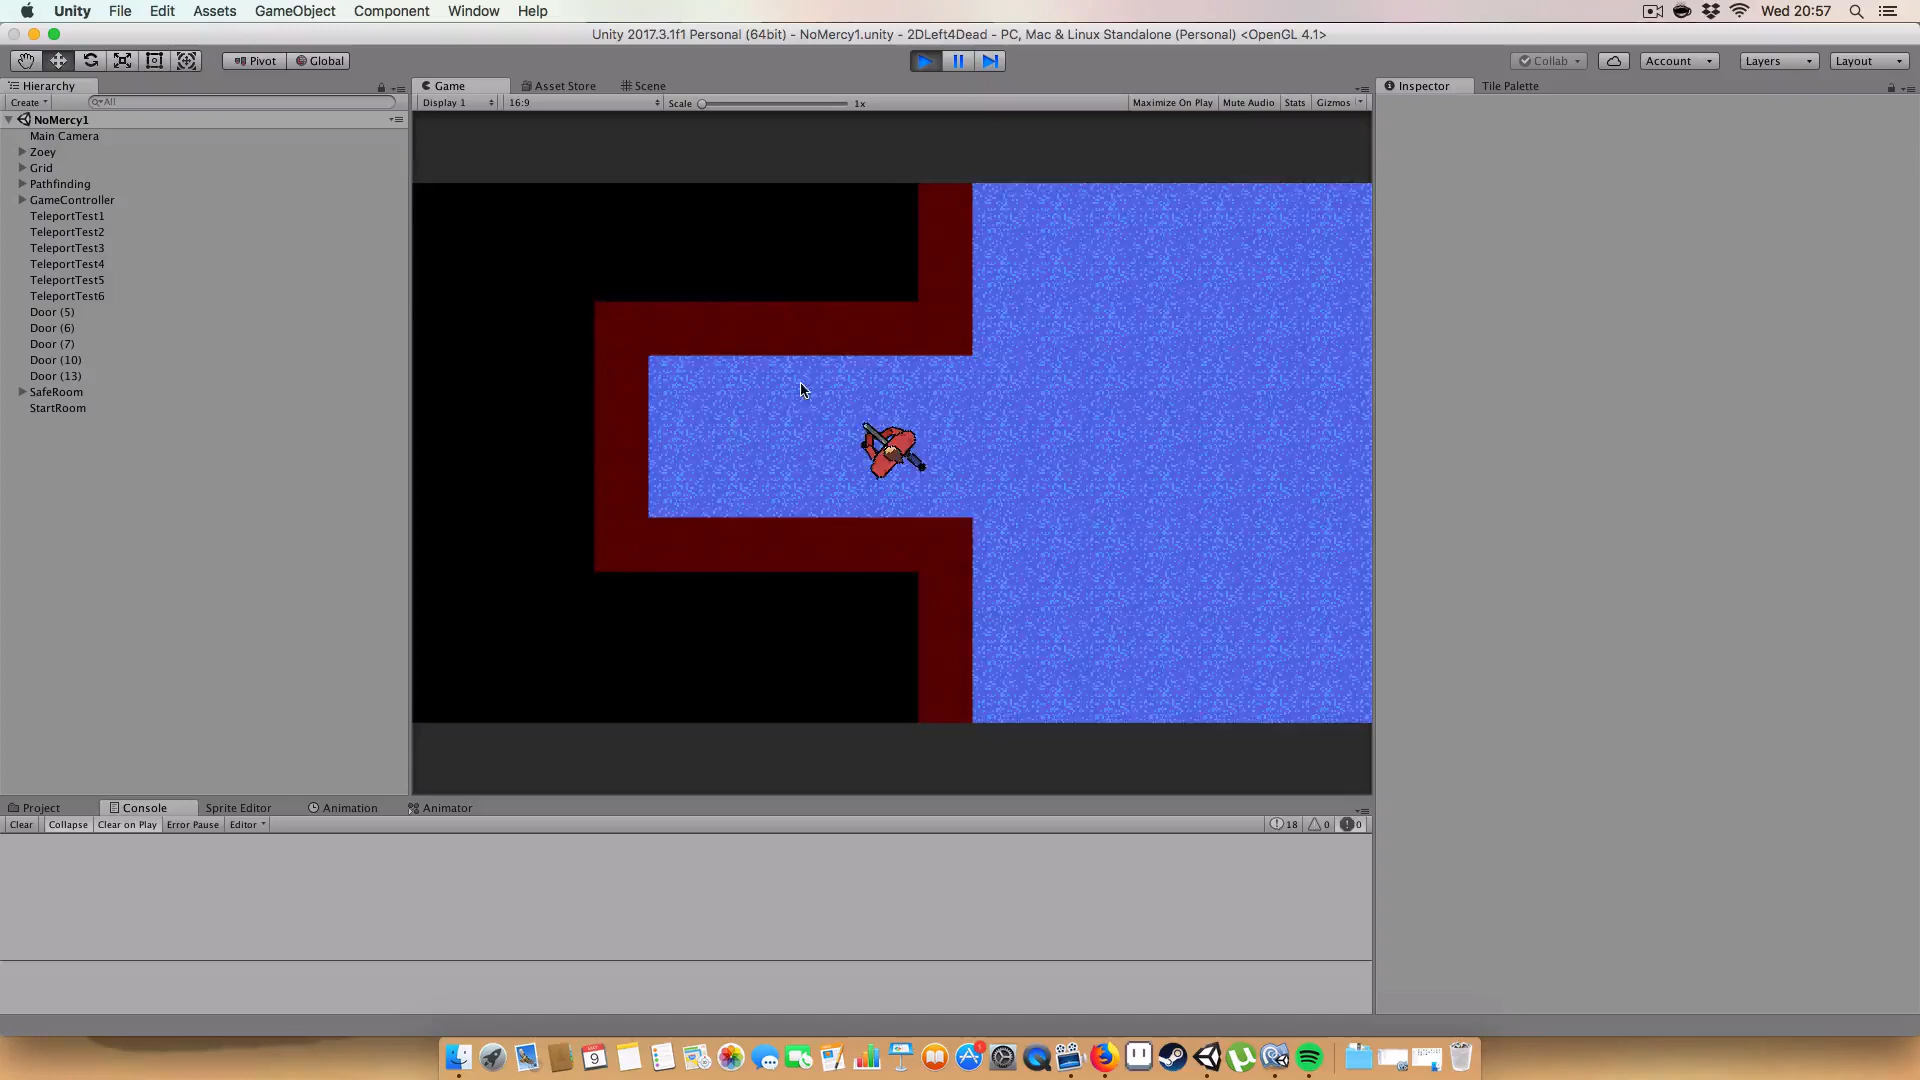 Unity File Edit Assets GameObject Component Window Help Wed 20:57
Unity 2017.3.1f1 Personal (64bit) - NoMercy1.unity - 2DLeft4Dead - PC, Mac & Linux Standalone (Personal) <OpenGL 4.1>
Pivot Global Collab Account Layers Layout
Hierarchy Game Asset Store Scene Inspector Tile Palette
Create All Display 1 16:9 Scale 1x Maximize On Play Mute Audio Stats Gizmos
NoMercy1
Main Camera
Zoey
Grid
Pathfinding
GameController
TeleportTest1
TeleportTest2
TeleportTest3
TeleportTest4
TeleportTest5
TeleportTest6
Door (5)
Door (6)
Door (7)
Door (10)
Door (13)
SafeRoom
StartRoom
Project Console Sprite Editor Animation Animator
Clear Collapse Clear on Play Error Pause Editor 18 0 0
9